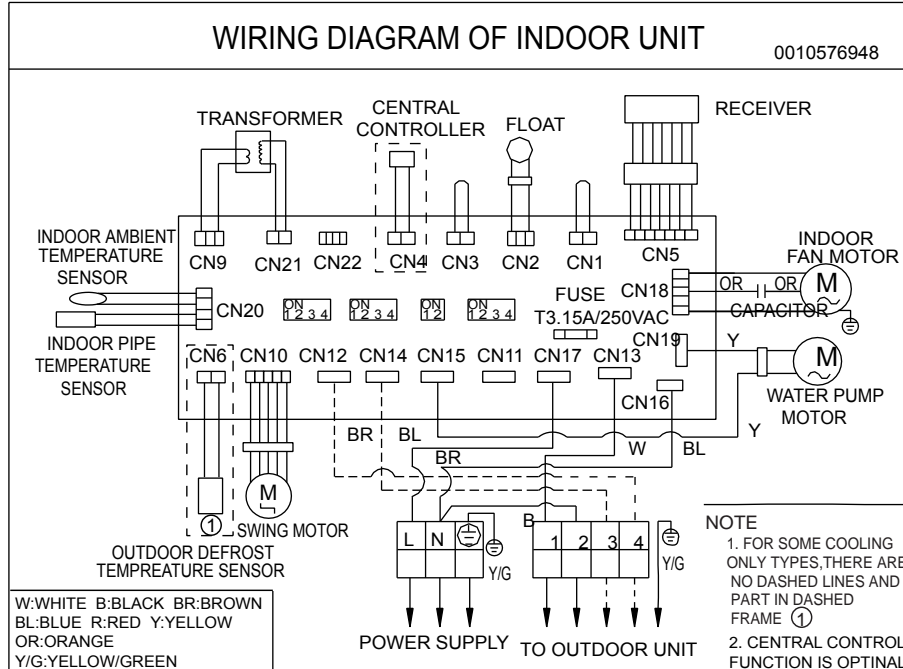 WIRING DIAGRAM OF INDOOR UNIT
0010576948
TRANSFORMER
CENTRAL
CONTROLLER
FLOAT
RECEIVER
INDOOR AMBIENT
TEMPERATURE
SENSOR
CN9
CN21
CN22
CN4
CN3
CN2
CN1
CN5
INDOOR
FAN MOTOR
M
OR
OR
CAPACITOR
CN20
ON
1 2 3 4
ON
1 2 3 4
ON
1 2
ON
1 2 3 4
FUSE
T3.15A/250VAC
CN18
CN19
Y
INDOOR PIPE
TEMPERATURE
SENSOR
CN6
CN10
CN12
CN14
CN15
CN11
CN17
CN13
CN16
M
WATER PUMP
MOTOR
BR
BL
BR
W
BL
Y
M
1
SWING MOTOR
OUTDOOR DEFROST
TEMPREATURE SENSOR
L
N
Y/G
B
1
2
3
4
Y/G
POWER SUPPLY
TO OUTDOOR UNIT
NOTE
1. FOR SOME COOLING
ONLY TYPES,THERE ARE
NO DASHED LINES AND
PART IN DASHED
FRAME 1
2. CENTRAL CONTROL
FUNCTION IS OPTINAL
W:WHITE B:BLACK BR:BROWN
BL:BLUE R:RED Y:YELLOW
OR:ORANGE
Y/G:YELLOW/GREEN